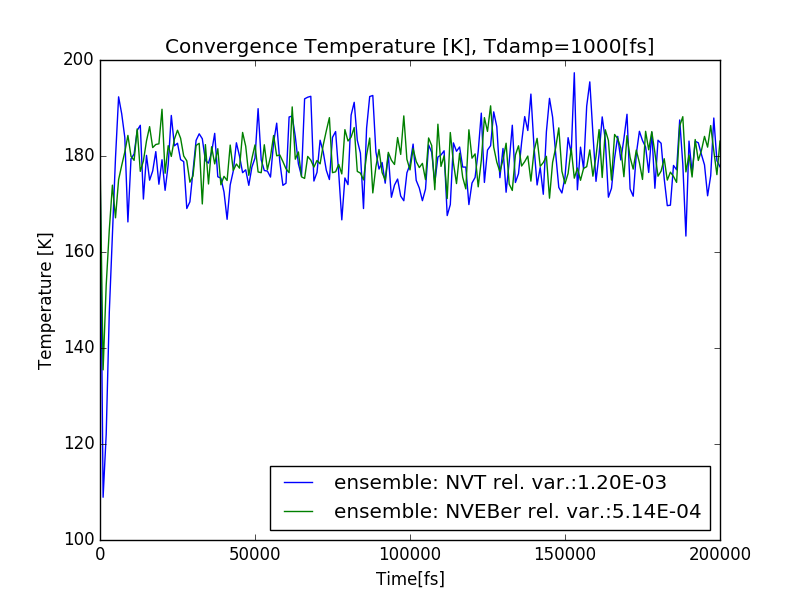 Convergence Temperature [K], Tdamp=1000[fs]
200
180
160
140
120
100
Temperature [K]
ensemble: NVT rel. var.:1.20E-03
ensemble: NVEBer rel. var.:5.14E-04
0 50000 100000 150000 200000
Time[fs]